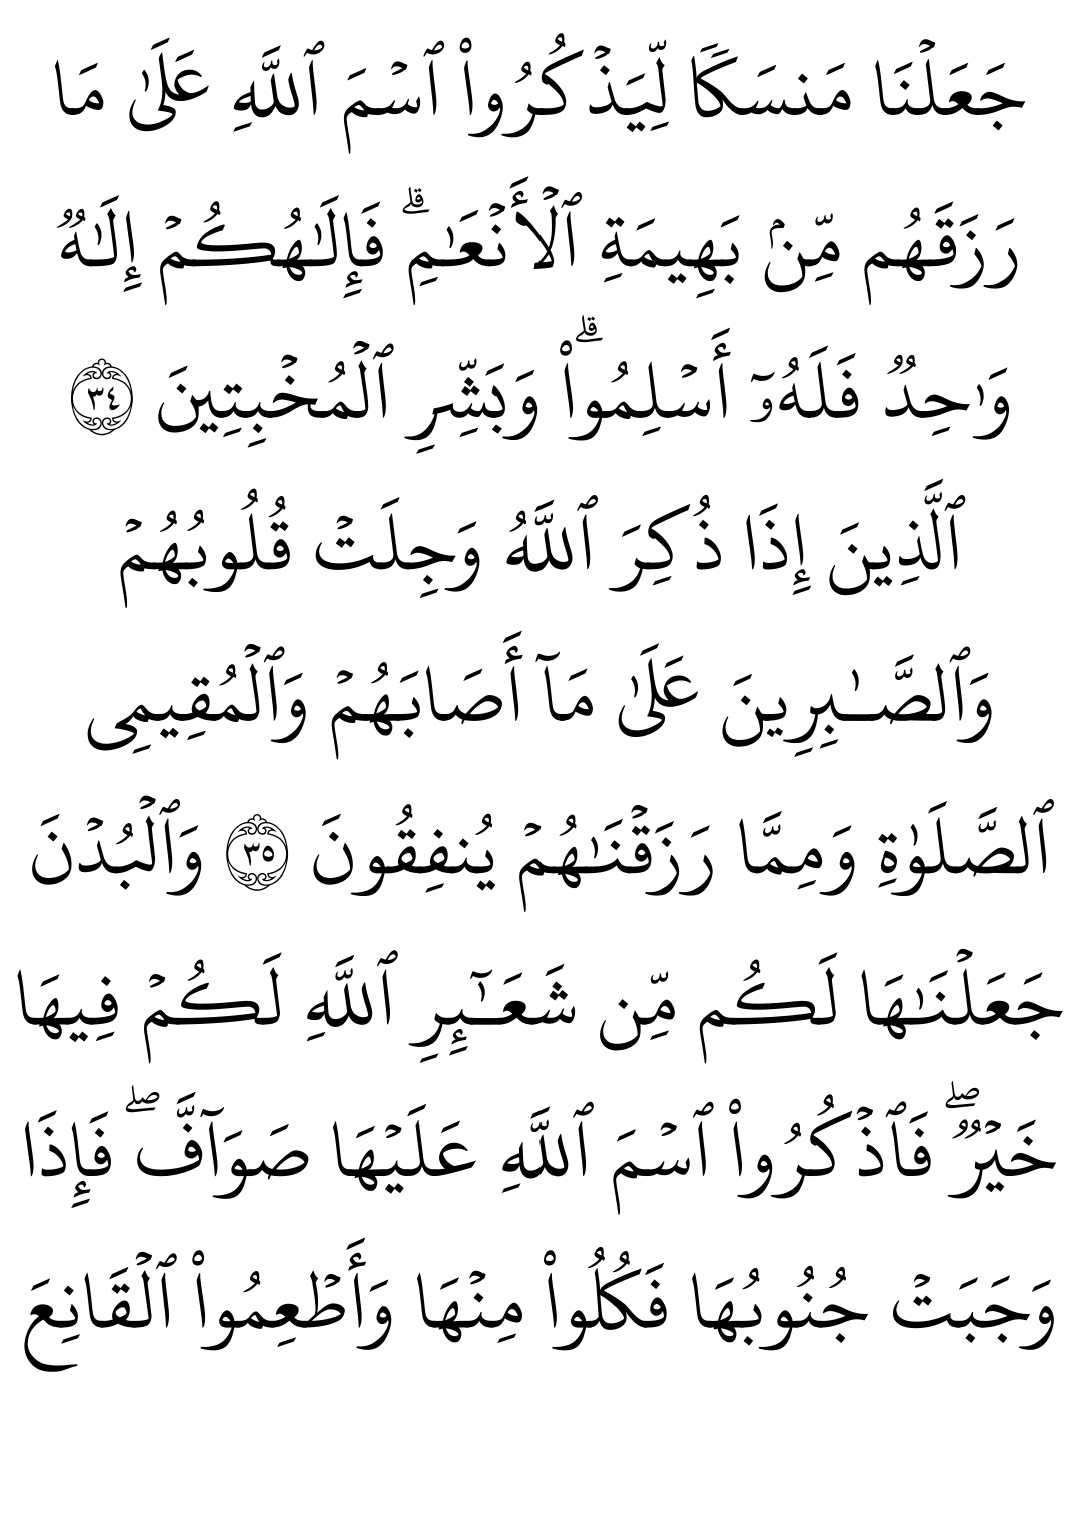 جَعَلۡنَا مَنسَكٗا لِّيَذۡكُرُواْ ٱسۡمَ ٱللَّهِ عَلَىٰ مَا
رَزَقَهُم مِّنۢ بَهِيمَةِ ٱلۡأَنۡعَٰمِۗ فَإِلَٰهُكُمۡ إِلَٰهٞ
وَٰحِدٞ فَلَهُۥٓ أَسۡلِمُواْۗ وَبَشِّرِ ٱلۡمُخۡبِتِينَ ٣٤
ٱلَّذِينَ إِذَا ذُكِرَ ٱللَّهُ وَجِلَتۡ قُلُوبُهُمۡ
وَٱلصَّٰبِرِينَ عَلَىٰ مَآ أَصَابَهُمۡ وَٱلۡمُقِيمِي
ٱلصَّلَوٰةِ وَمِمَّا رَزَقۡنَٰهُمۡ يُنفِقُونَ ٣٥ وَٱلۡبُدۡنَ
جَعَلۡنَٰهَا لَكُم مِّن شَعَٰٓئِرِ ٱللَّهِ لَكُمۡ فِيهَا
خَيۡرٞۖ فَٱذۡكُرُواْ ٱسۡمَ ٱللَّهِ عَلَيۡهَا صَوَآفَّۖ فَإِذَا
وَجَبَتۡ جُنُوبُهَا فَكُلُواْ مِنۡهَا وَأَطۡعِمُواْ ٱلۡقَانِعَ